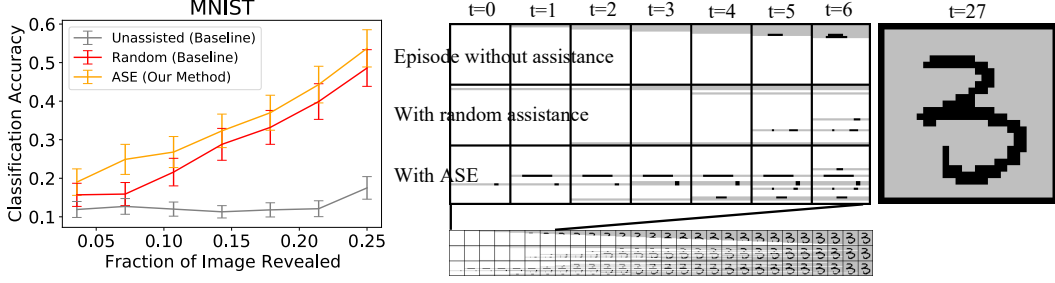 MNIST
Unassisted (Baseline)
Random (Baseline)
ASE (Our Method)
Classification Accuracy
0.6
0.5
0.4
0.3
0.2
0.1
0.05 0.10 0.15 0.20 0.25
Fraction of Image Revealed
t=0 t=1 t=2 t=3 t=4 t=5 t=6
Episode without assistance
With random assistance
With ASE
t=27
3